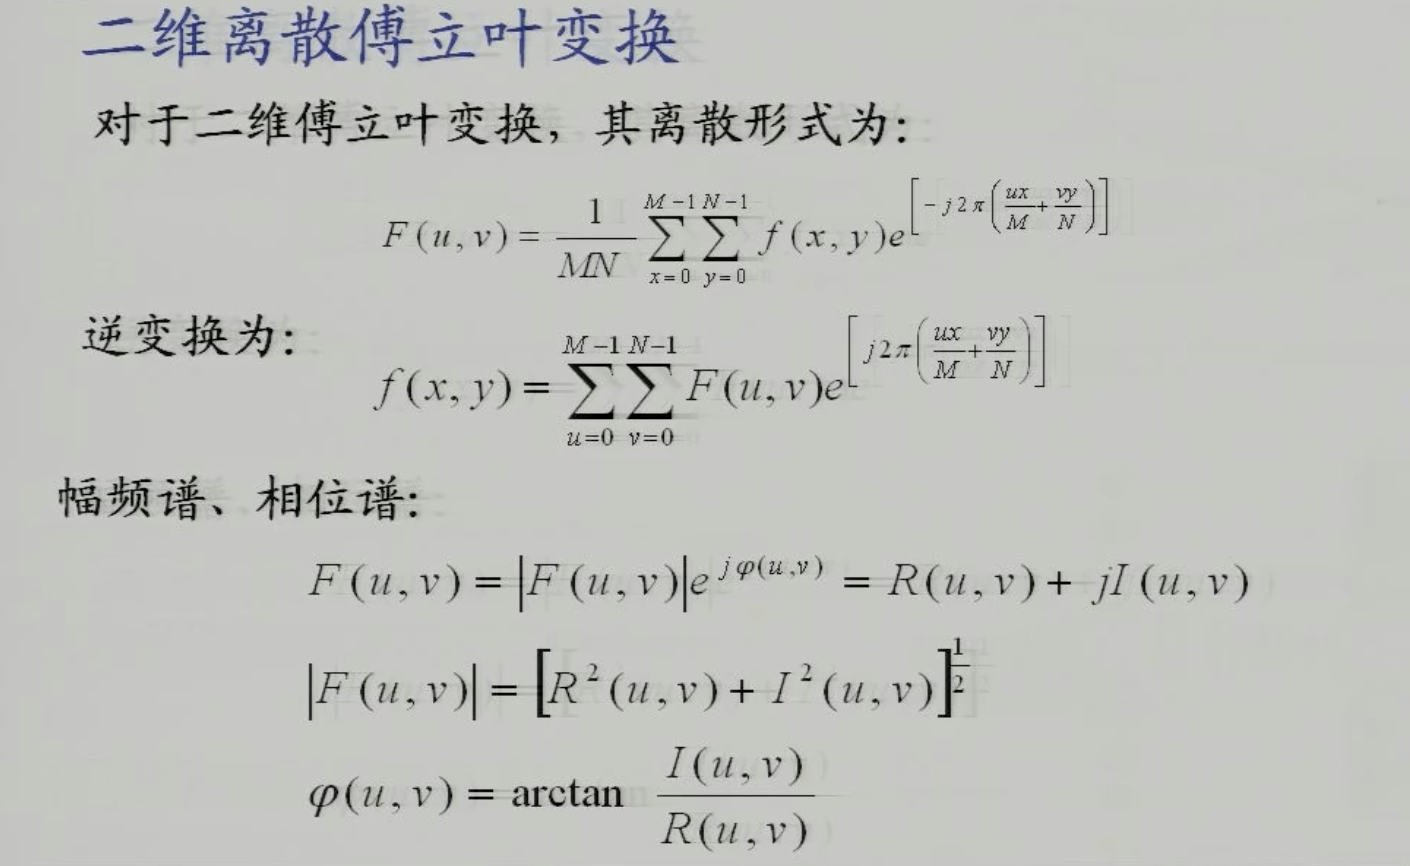 二维离散傅立叶变换
对于二维傅立叶变换，其离散形式为：
F(u,v) = \frac{1}{MN} \sum_{x=0}^{M-1} \sum_{y=0}^{N-1} f(x,y)e^{\left[-j2\pi\left(\frac{ux}{M}+\frac{vy}{N}\right)\right]}
逆变换为：
f(x,y) = \sum_{u=0}^{M-1} \sum_{v=0}^{N-1} F(u,v)e^{\left[j2\pi\left(\frac{ux}{M}+\frac{vy}{N}\right)\right]}
幅频谱、相位谱：
F(u,v) = |F(u,v)|e^{jφ(u,v)} = R(u,v) + jI(u,v)
|F(u,v)| = \left[R^2(u,v) + I^2(u,v)\right]^{\frac{1}{2}}
φ(u,v) = arctan \frac{I(u,v)}{R(u,v)}